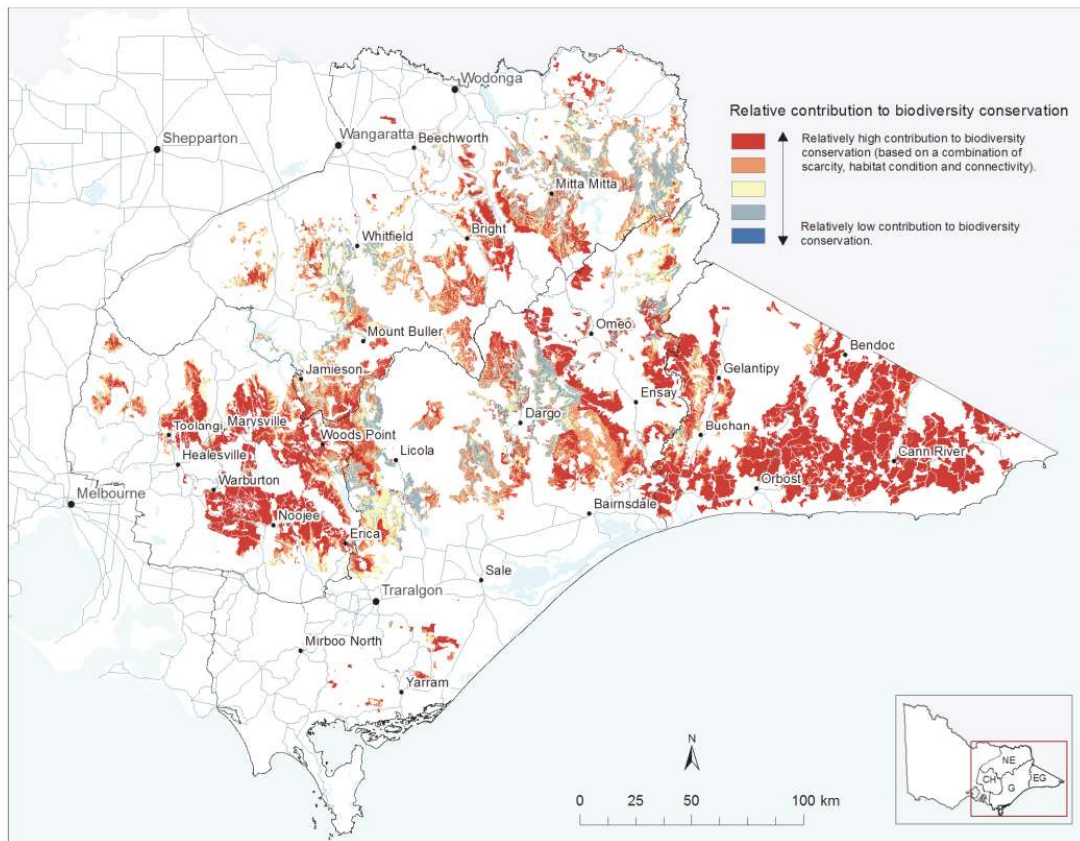 Wodonga
Shepparton
Wangaratta
Beechworth
Mitta Mitta
Whitfield
Bright
Mount Buller
Omeo
Bendoc
Jamieson
Gelantipy
Ensay
Marysville
Toolangi
Dargo
Buchan
Woods Point
Healesville
Licola
Cann River
Warburton
Orbost
Melbourne
Bairnsdale
Noojee
Erica
Sale
Traralgon
Mirboo North
Yarram
Relative contribution to biodiversity conservation
Relatively high contribution to biodiversity
conservation (based on a combination of
scarcity, habitat condition and connectivity).
Relatively low contribution to biodiversity
conservation.
N
0 25 50 100 km
NE
CH
G
EG